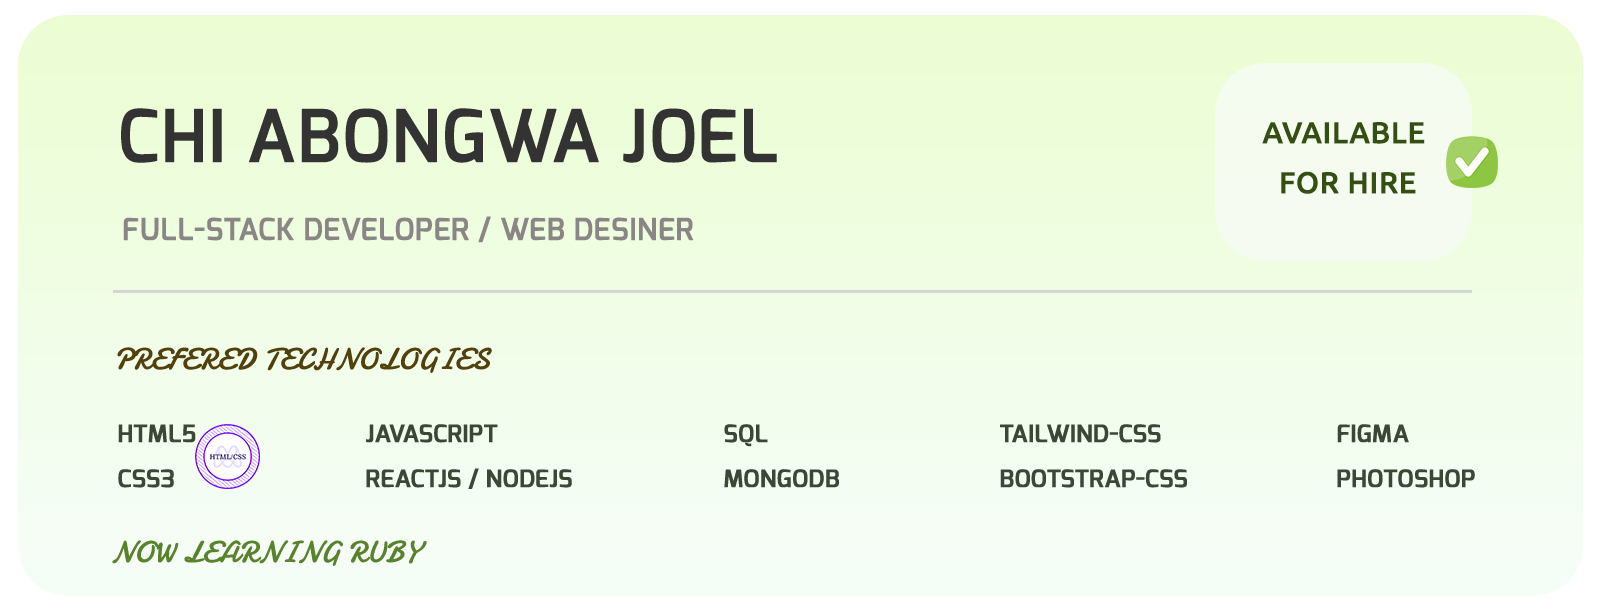 CHI ABONGWA JOEL
AVAILABLE
FOR HIRE
FULL-STACK DEVELOPER / WEB DESINER
PREFERED TECHNOLOGIES
HTML5 JAVASCRIPT SQL TAILWIND-CSS FIGMA
HTML/CSS
CSS3 REACTJS / NODEJS MONGODB BOOTSTRAP-CSS PHOTOSHOP
NOW LEARNING RUBY